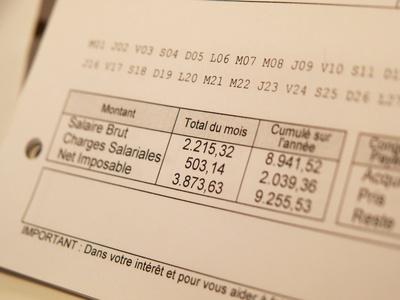 M01 J02 V03 S04 D05 L06 M07 M08 J09 V10 S11 D1
J16 V17 S18 D19 L20 M21 M22 J23 V24 S25 D26 L27
Montant Total du mois Cumulé sur l'année
Salaire Brut 2.215,32 8.941,52
Charges Salariales 503,14 2.039,36 Acqui
Net Imposable 3.873,63 9.255,53 Pris
Reste
IMPORTANT : Dans votre intérêt et pour vous aider à